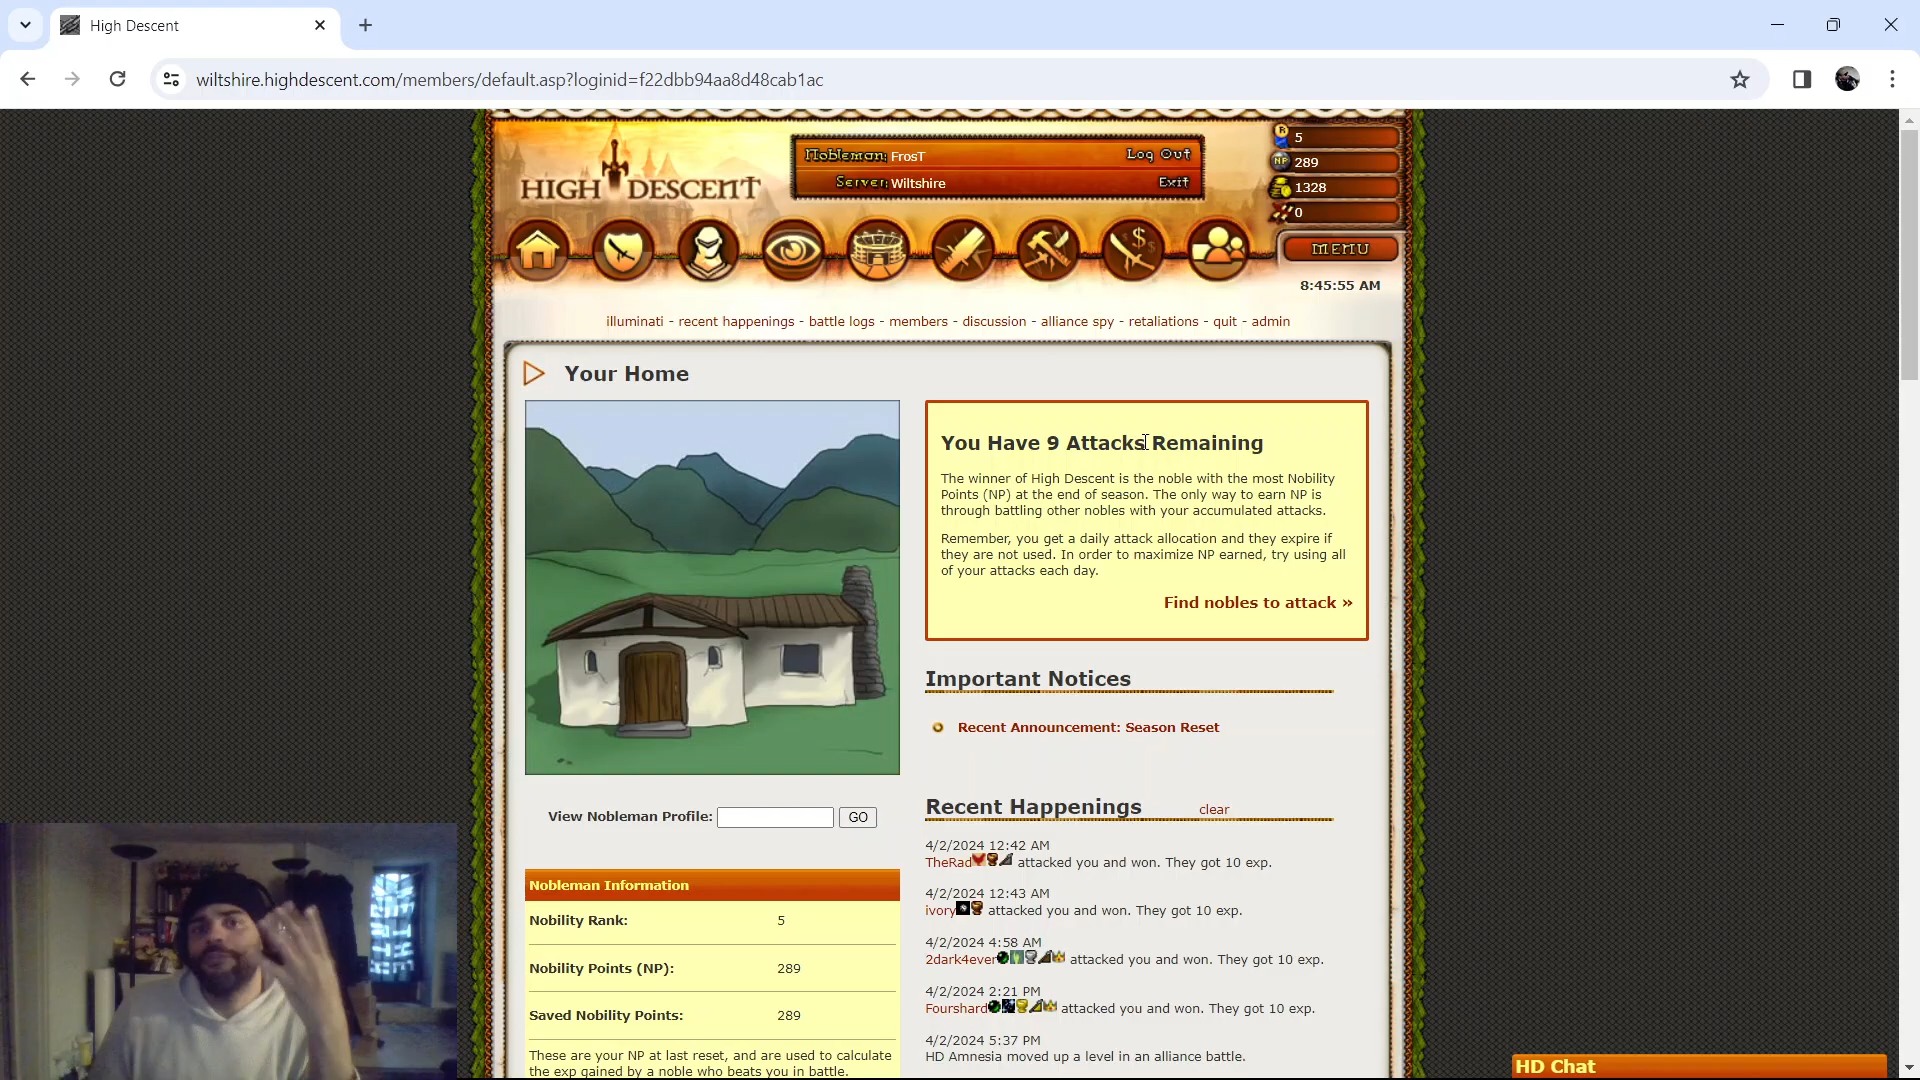 High Descent
wiltshire.highdescent.com/members/default.asp?loginid=f22dbb94aa8d48cab1ac
HIGH DESCENT
Nobleman: FrosT
Log Out
Server: Wiltshire
Exit
R 5
NP 289
1328
0
MENU
8:45:55 AM
illuminati - recent happenings - battle logs - members - discussion - alliance spy - retaliations - quit - admin
Your Home
You Have 9 Attacks Remaining
The winner of High Descent is the noble with the most Nobility
Points (NP) at the end of season. The only way to earn NP is
through battling other nobles with your accumulated attacks.
Remember, you get a daily attack allocation and they expire if
they are not used. In order to maximize NP earned, try using all
of your attacks each day.
Find nobles to attack »
Important Notices
Recent Announcement: Season Reset
View Nobleman Profile:
GO
Recent Happenings
clear
4/2/2024 12:42 AM
TheRad attacked you and won. They got 10 exp.
4/2/2024 12:43 AM
ivory attacked you and won. They got 10 exp.
4/2/2024 4:58 AM
2dark4ever attacked you and won. They got 10 exp.
4/2/2024 2:21 PM
Fourshard attacked you and won. They got 10 exp.
4/2/2024 5:37 PM
HD Amnesia moved up a level in an alliance battle.
Nobleman Information
Nobility Rank: 5
Nobility Points (NP): 289
Saved Nobility Points: 289
These are your NP at last reset, and are used to calculate
the exp gained by a noble who beats you in battle.
HD Chat